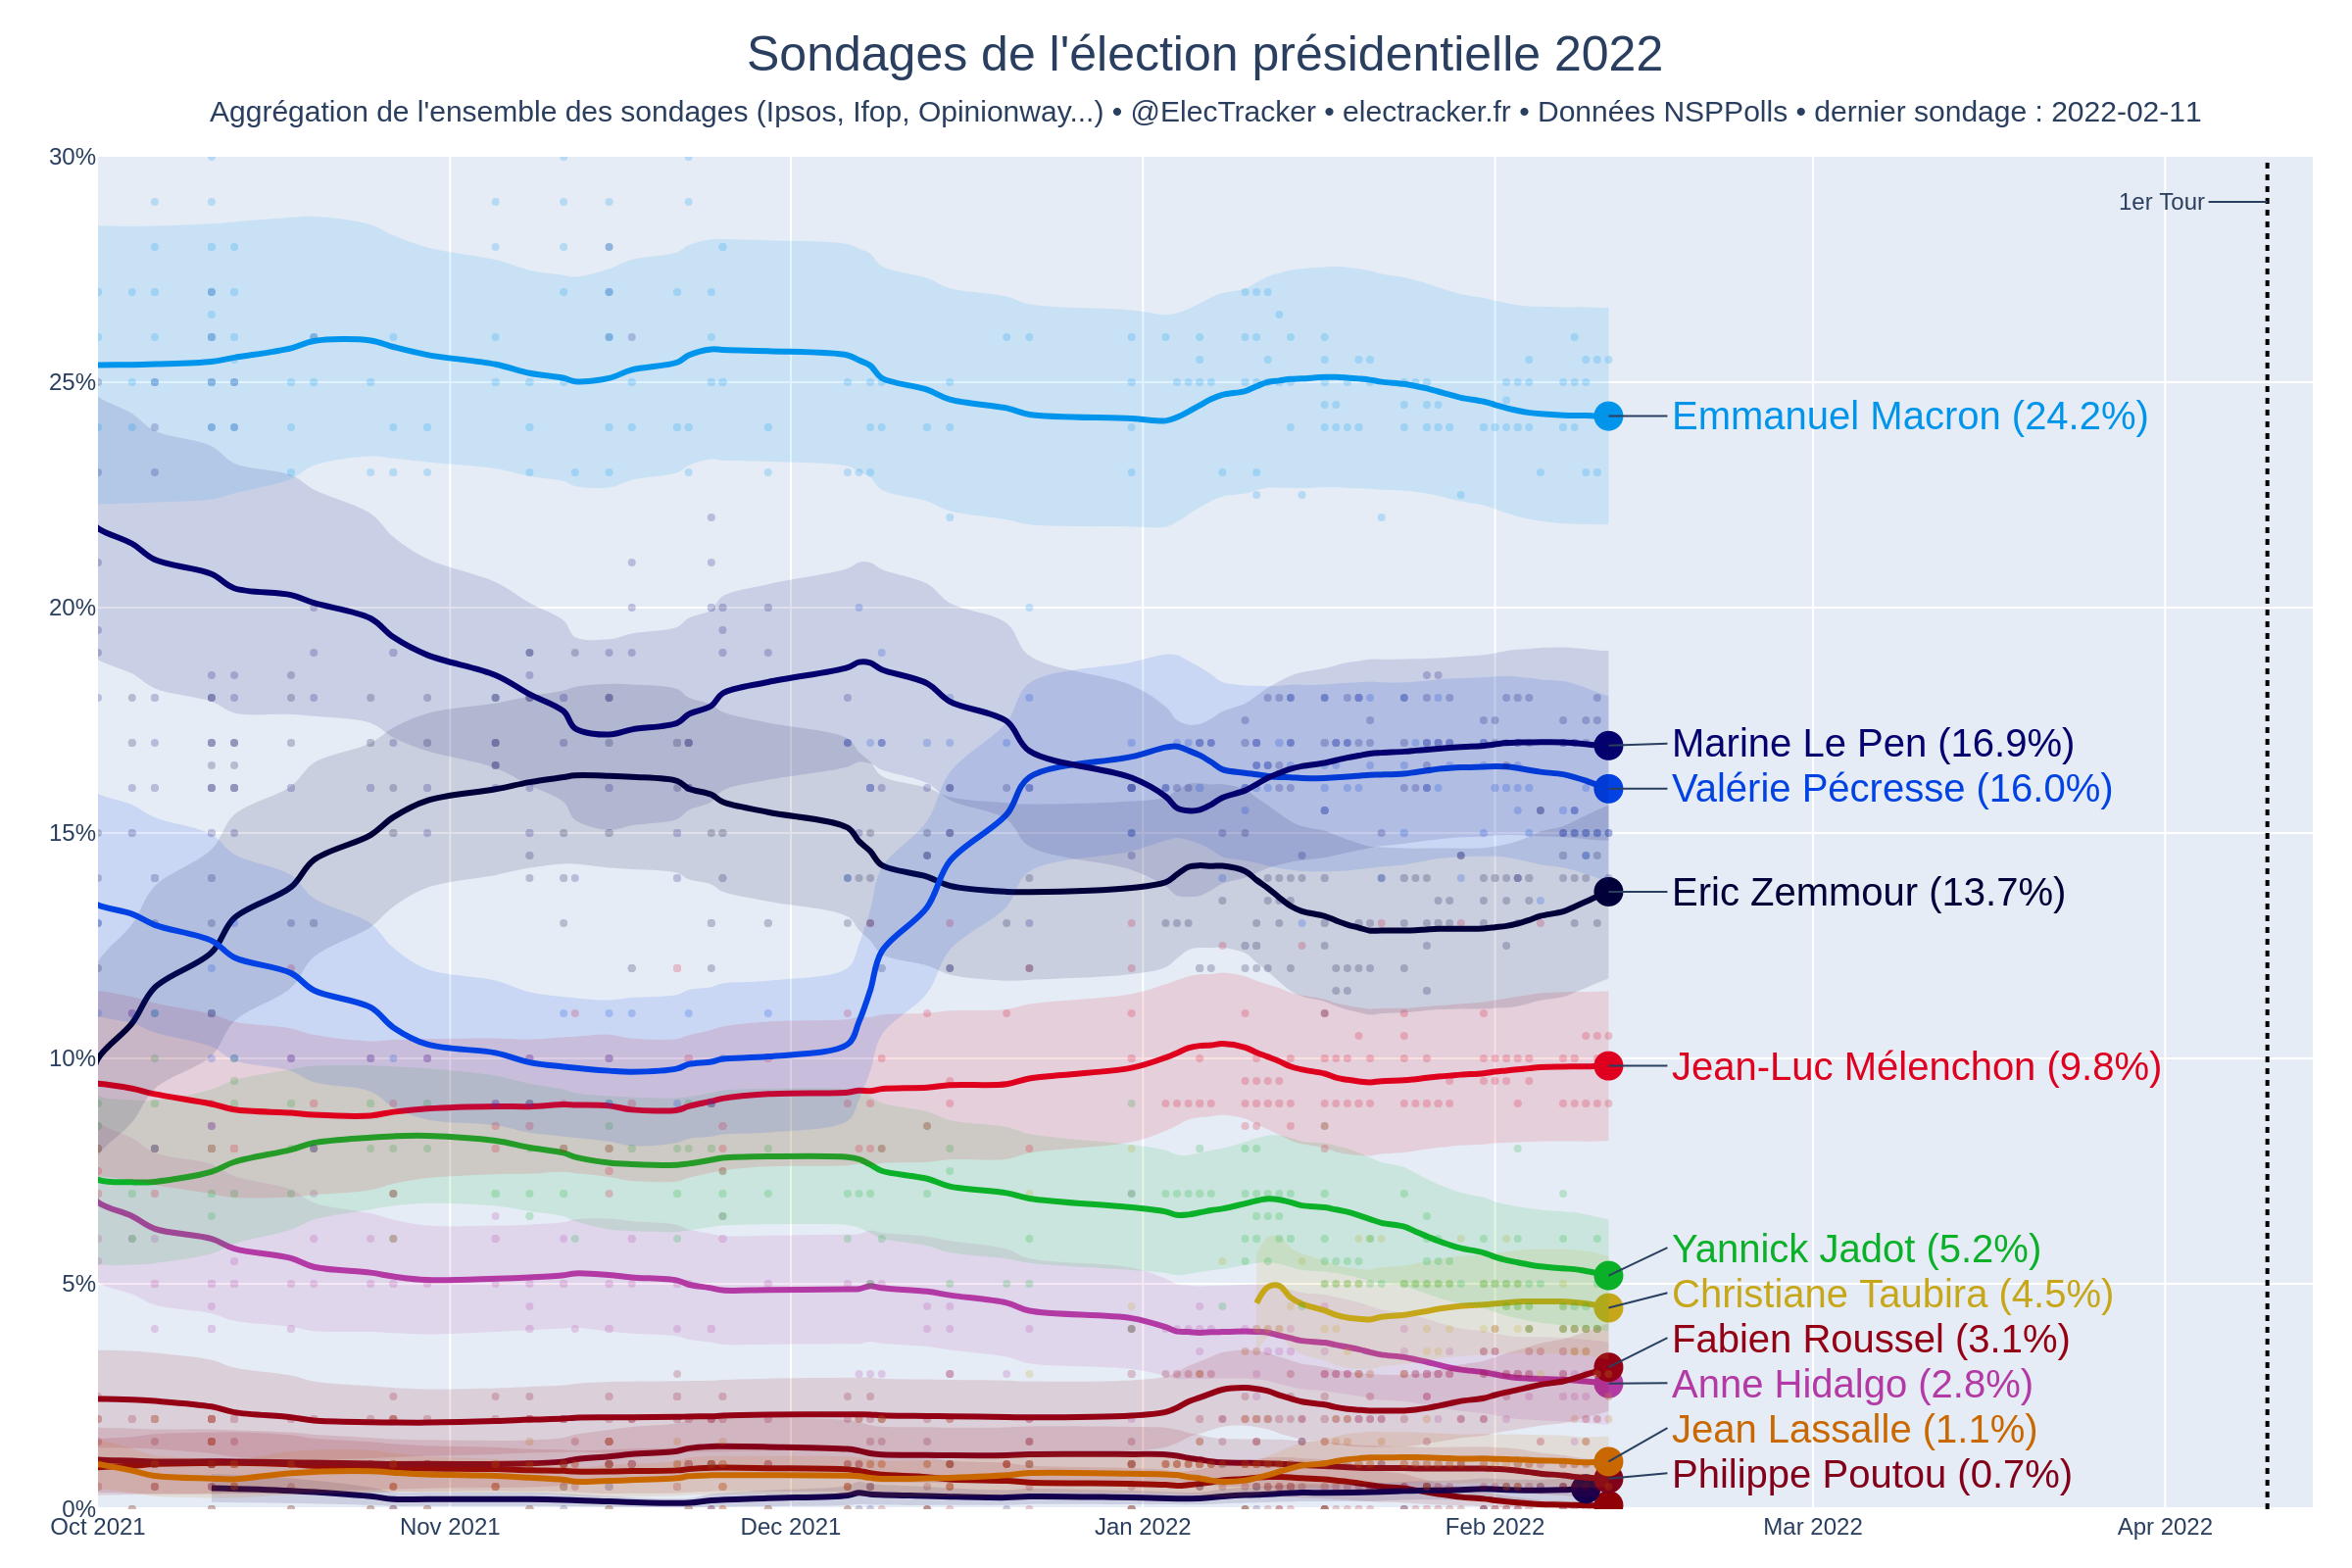 Sondages de l'élection présidentielle 2022
Aggrégation de l'ensemble des sondages (Ipsos, Ifop, Opinionway...) • @ElecTracker • electracker.fr • Données NSPPolls • dernier sondage : 2022-02-11
30%
1er Tour
25%
Emmanuel Macron (24.2%)
20%
Marine Le Pen (16.9%)
Valérie Pécresse (16.0%)
15%
Eric Zemmour (13.7%)
10%
Jean-Luc Mélenchon (9.8%)
Yannick Jadot (5.2%)
5%
Christiane Taubira (4.5%)
Fabien Roussel (3.1%)
Anne Hidalgo (2.8%)
Jean Lassalle (1.1%)
Philippe Poutou (0.7%)
0%
Oct 2021 Nov 2021 Dec 2021 Jan 2022 Feb 2022 Mar 2022 Apr 2022